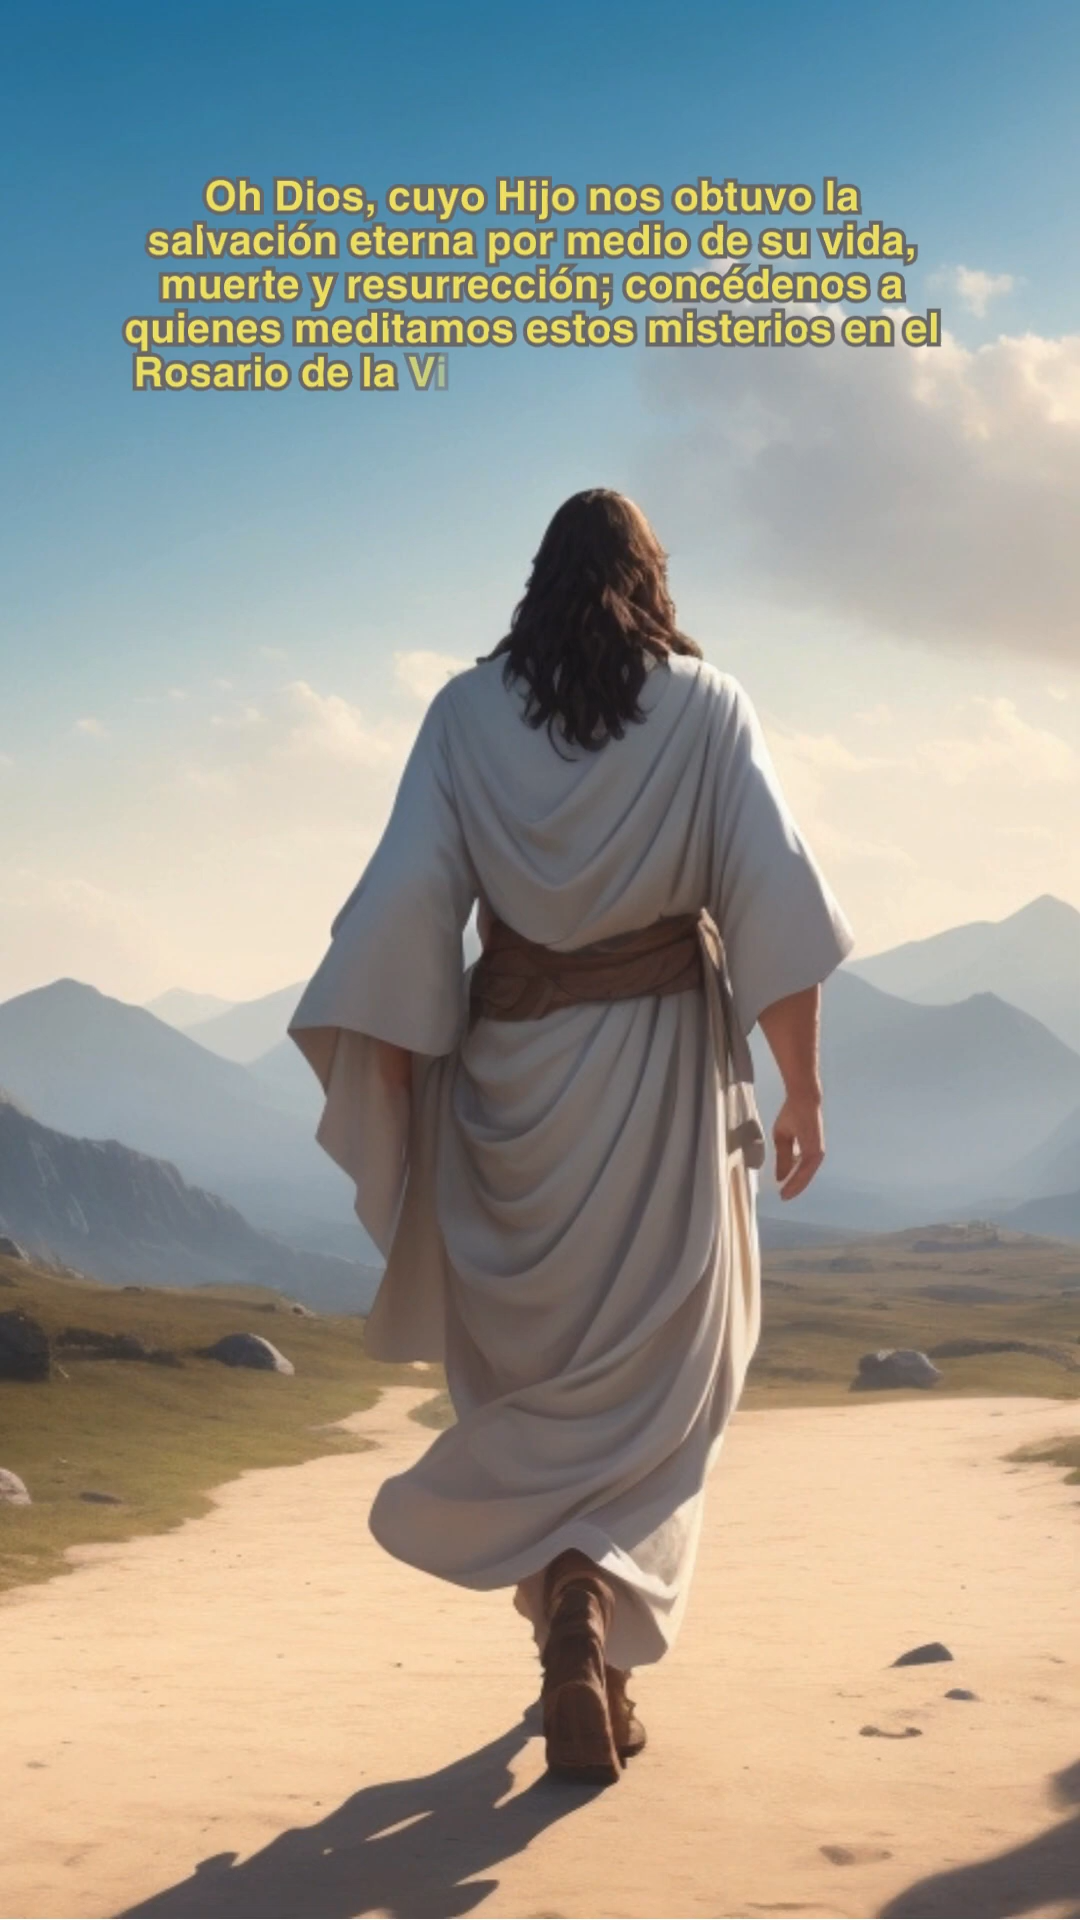 Oh Dios, cuyo Hijo nos obtuvo la
salvación eterna por medio de su vida,
muerte y resurrección; concédenos a
quienes meditamos estos misterios en el
Rosario de la Vi